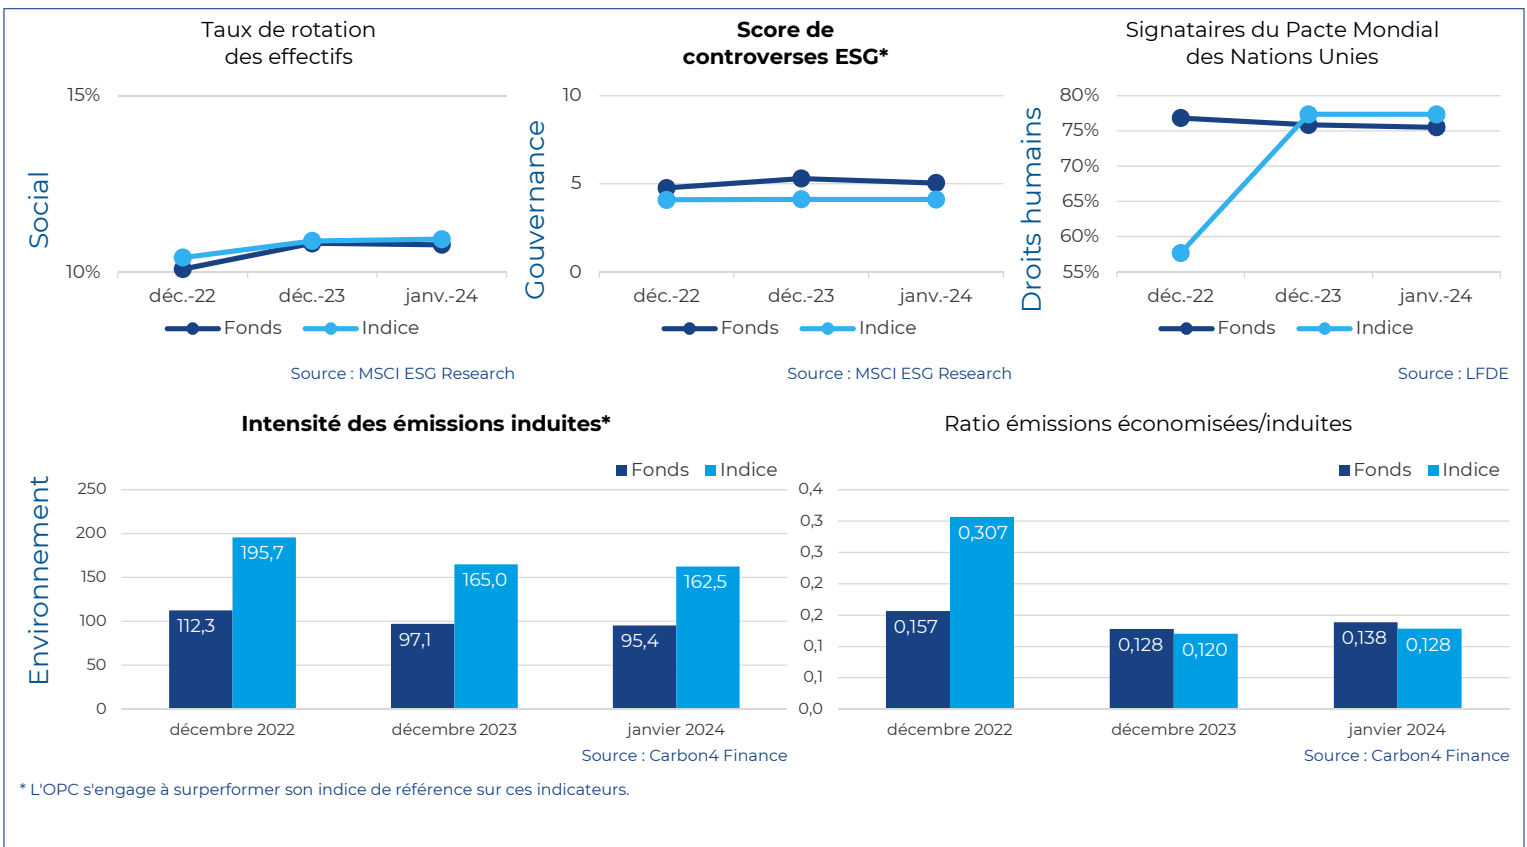 Taux de rotation
des effectifs
Social
15%
10%
déc.-22 déc.-23 janv.-24
Fonds Indice
Source : MSCI ESG Research
Score de
controverses ESG*
Gouvernance
10
5
0
déc.-22 déc.-23 janv.-24
Fonds Indice
Source : MSCI ESG Research
Signataires du Pacte Mondial
des Nations Unies
Droits humains
80%
75%
70%
65%
60%
55%
déc.-22 déc.-23 janv.-24
Fonds Indice
Source : LFDE
Intensité des émissions induites*
Environnement
Fonds Indice
250
200
150
100
50
0
112,3 195,7
97,1 165,0
95,4 162,5
décembre 2022 décembre 2023 janvier 2024
Source : Carbon4 Finance
Ratio émissions économisées/induites
Fonds Indice
0,4
0,3
0,3
0,2
0,2
0,1
0,1
0,0
0,157 0,307
0,128 0,120
0,138 0,128
décembre 2022 décembre 2023 janvier 2024
Source : Carbon4 Finance
* L'OPC s'engage à surperformer son indice de référence sur ces indicateurs.